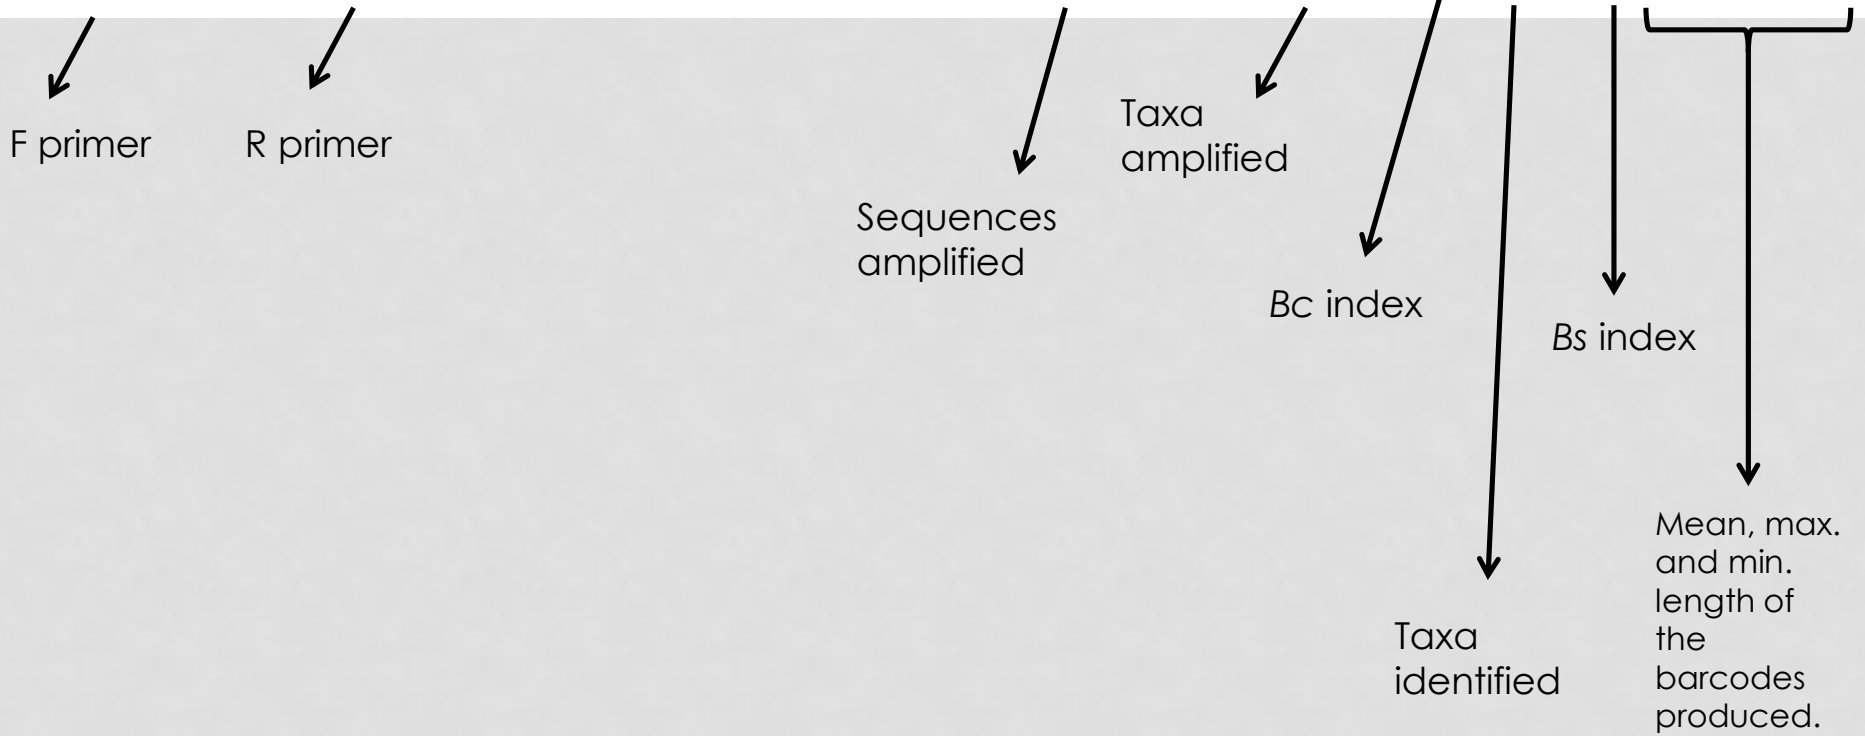 F primer
R primer
Sequences
amplified
Taxa
amplified
Bc index
Taxa
identified
Bs index
Mean, max.
and min.
length of
the
barcodes
produced.